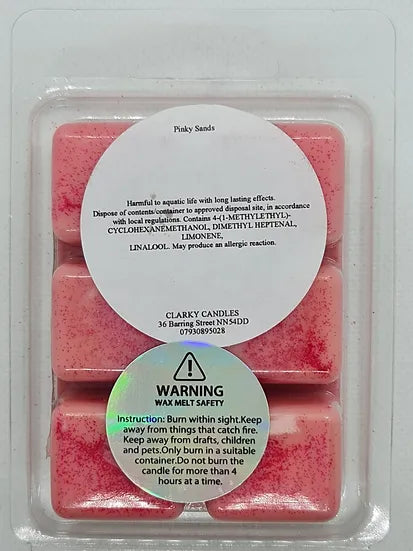 Pinky Sands
Harmful to aquatic life with long lasting effects.
Dispose of contents/container to approved disposal site, in accordance
with local regulations. Contains 4-(1-METHYLETHYL)-
CYCLOHEXANEMETHANOL, DIMETHYL HEPTENAL,
LIMONENE,
LINALOOL. May produce an allergic reaction.
CLARKY CANDLES
36 Barring Street NN54DD
07930895028
WARNING
WAX MELT SAFETY
Instruction: Burn within sight.Keep
away from things that catch fire.
Keep away from drafts, children
and pets.Only burn in a suitable
container.Do not burn the
candle for more than 4
hours at a time.